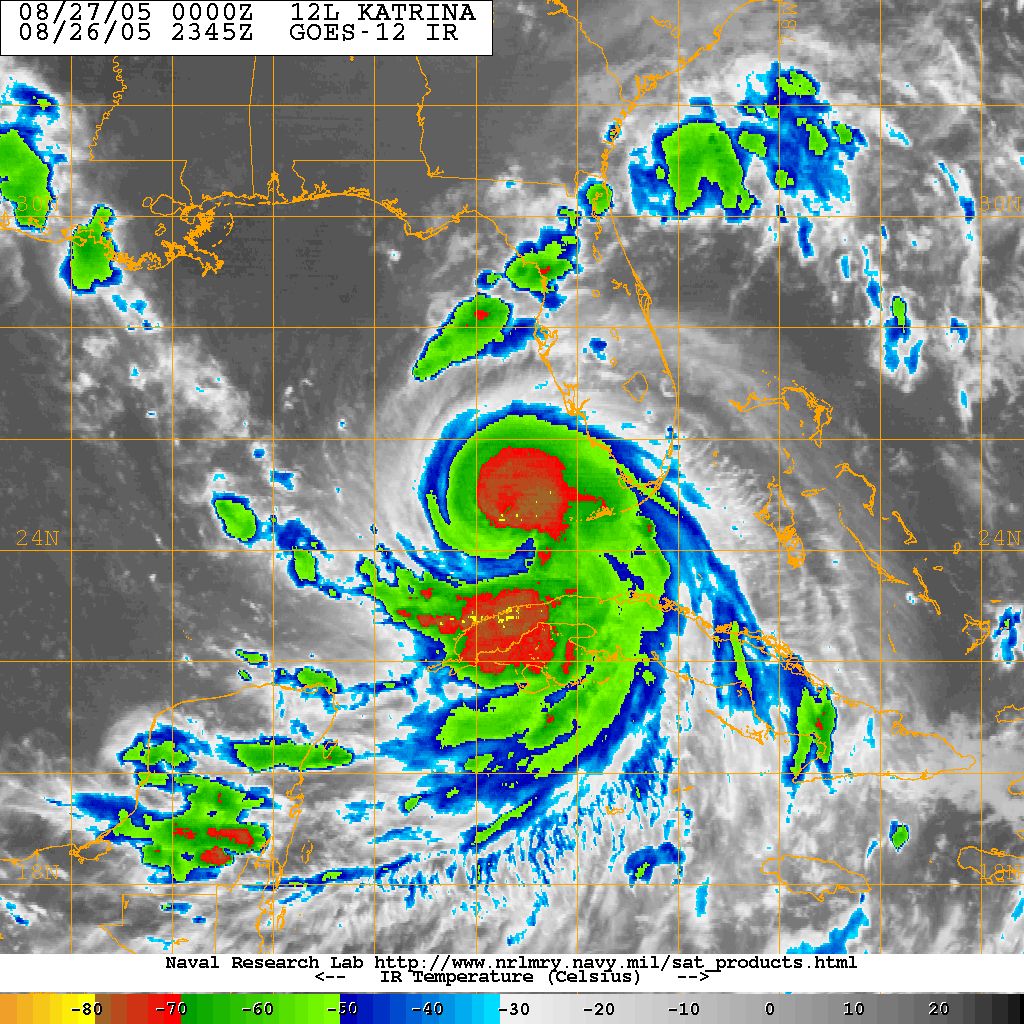 08/27/05 0000Z 12L KATRINA
08/26/05 2345Z GOES-12 IR
30N
24N 24N
18N 18N
Naval Research Lab http://www.nrlmry.navy.mil/sat_products.html
<-- IR Temperature (Celsius) -->
-80 -70 -60 -50 -40 -30 -20 -10 0 10 20